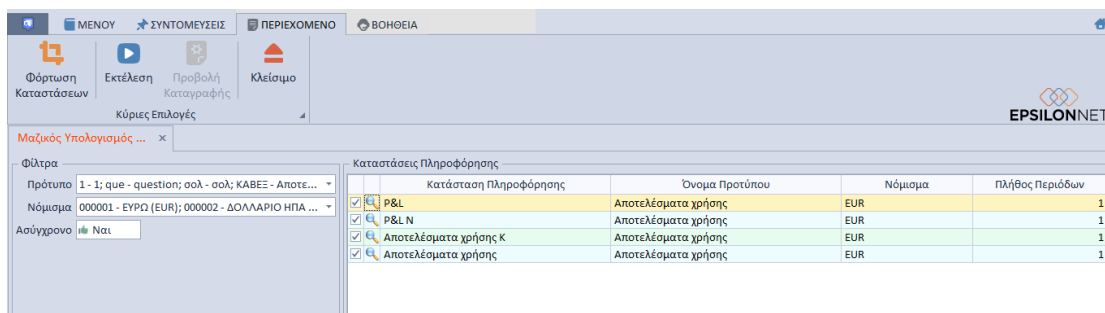 ΜΕΝΟΥ ΣΥΝΤΟΜΕΥΣΕΙΣ ΠΕΡΙΕΧΟΜΕΝΟ ΒΟΗΘΕΙΑ
Φόρτωση Καταστάσεων Εκτέλεση Προβολή Καταγραφής Κλείσιμο
Κύριες Επιλογές
EPSILONNET
Μαζικός Υπολογισμός ... x
Φίλτρα
Πρότυπο 1 - 1; que - question; σολ - σολ; ΚΑΒΕΞ - Αποτε...
Νόμισμα 000001 - ΕΥΡΩ (EUR); 000002 - ΔΟΛΛΑΡΙΟ ΗΠΑ ...
Ασύγχρονο Ναι
Καταστάσεις Πληροφόρησης
Κατάσταση Πληροφόρησης Όνομα Προτύπου Νόμισμα Πλήθος Περιόδων
P&L Αποτελέσματα χρήσης EUR 1
P&L N Αποτελέσματα χρήσης EUR 1
Αποτελέσματα χρήσης Κ Αποτελέσματα χρήσης EUR 1
Αποτελέσματα χρήσης Αποτελέσματα χρήσης EUR 1